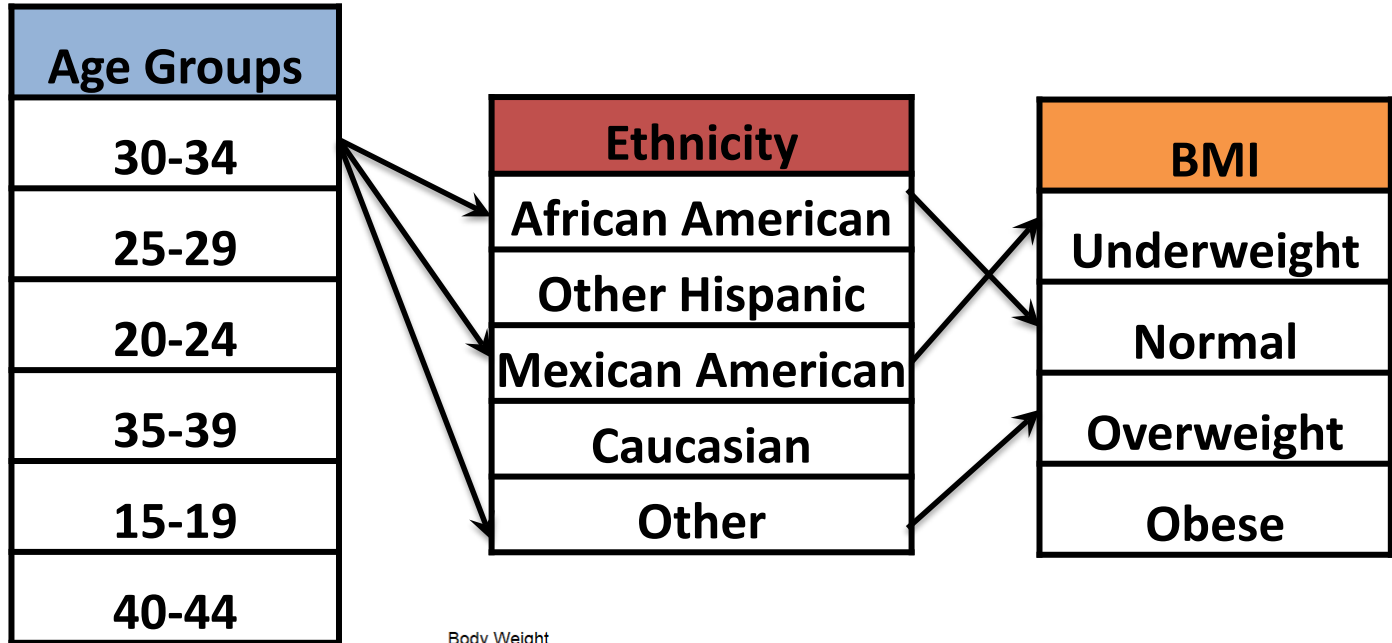 Age Groups
30-34
25-29
20-24
35-39
15-19
40-44
Ethnicity
African American
Other Hispanic
Mexican American
Caucasian
Other
BMI
Underweight
Normal
Overweight
Obese
Body Weight